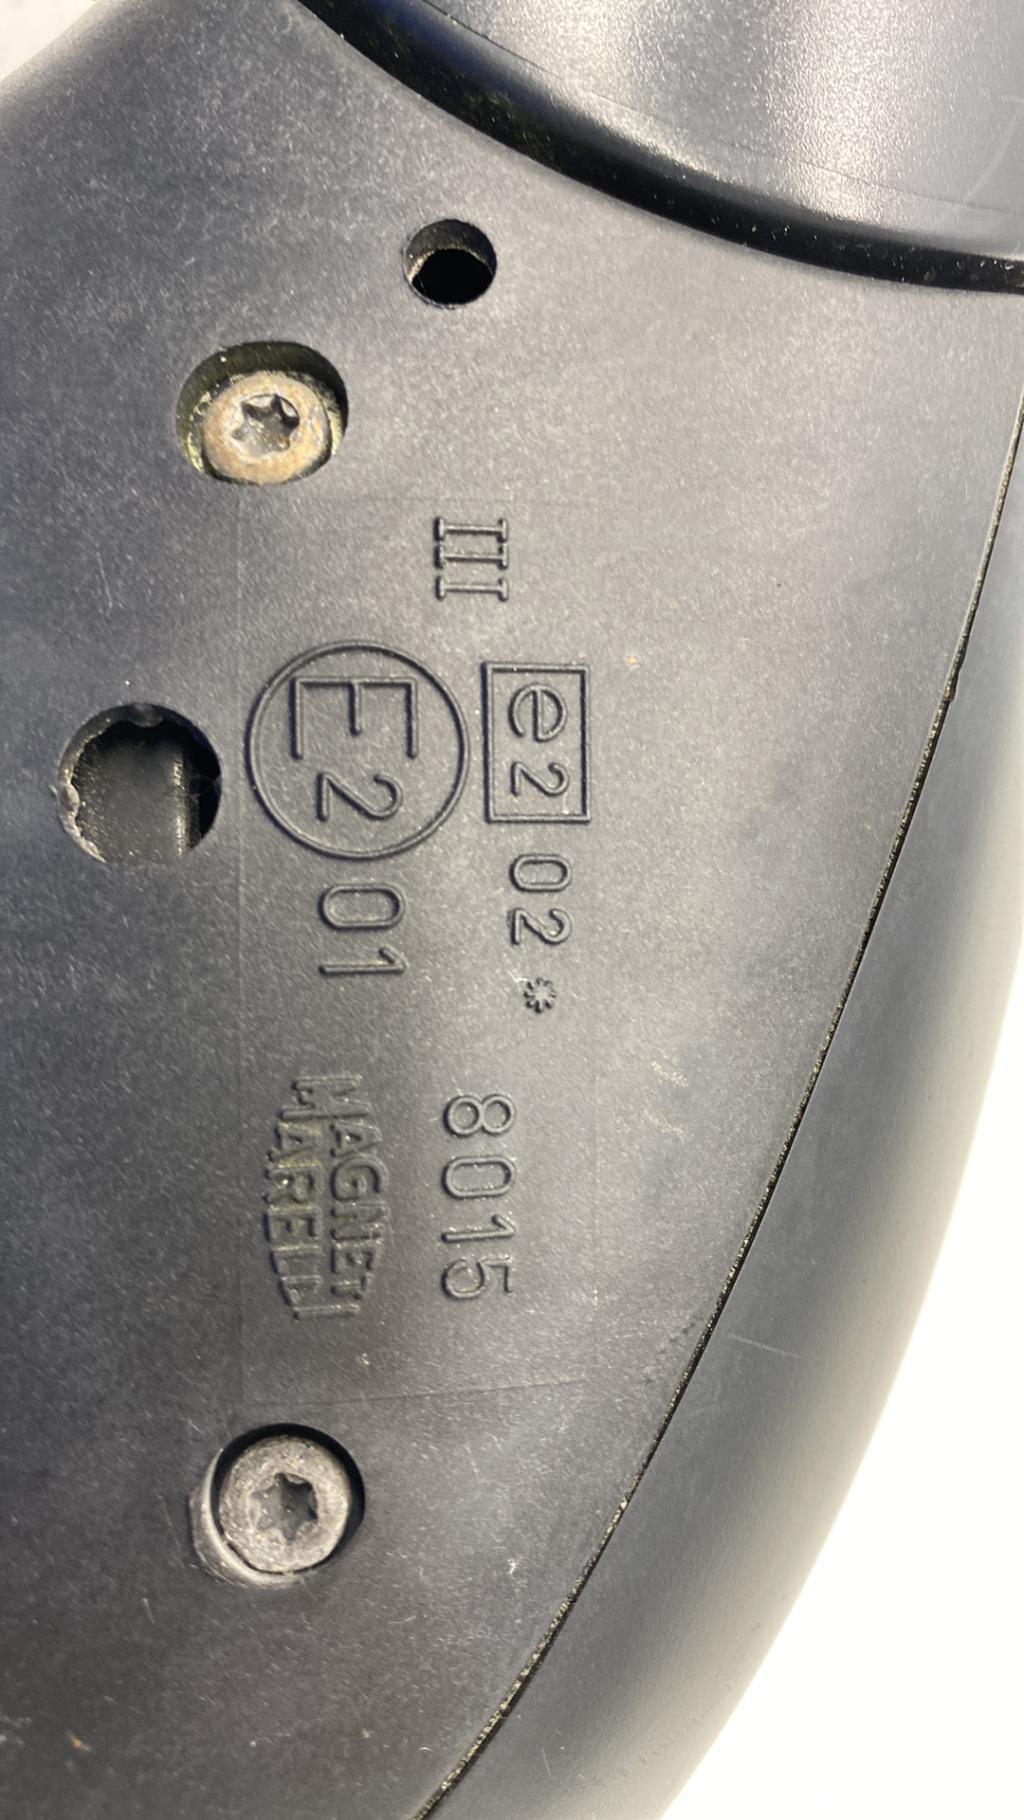 III
e2 02 *
E2 01
8015
MAGNETI
MARELLI